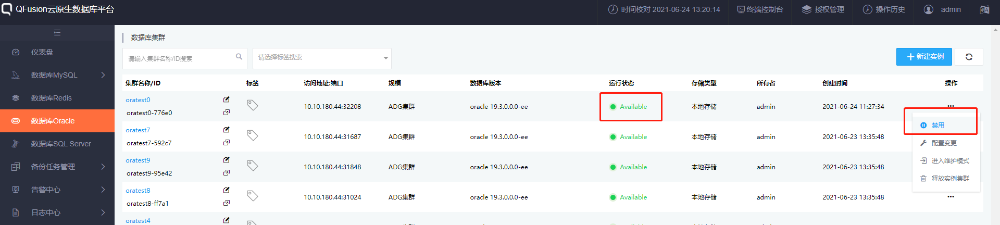 QFusion云原生数据库平台
时间校对 2021-06-24 13:20:14 终端控制台 授权管理 操作历史 admin
仪表盘
数据库MySQL
数据库Redis
数据库Oracle
数据库SQL Server
备份任务管理
告警中心
日志中心
数据库集群
请输入集群名称/ID搜索 请选择标签搜索 新建实例
集群名称/ID 标签 访问地址:端口 规模 数据库版本 运行状态 存储类型 所有者 创建时间 操作
oratest0
oratest0-776e0 10.10.180.44:32208 ADG集群 oracle 19.3.0.0.0-ee Available 本地存储 admin 2021-06-24 11:27:34 •••
oratest7
oratest7-592c7 10.10.180.44:31687 ADG集群 oracle 19.3.0.0.0-ee Available 本地存储 admin 2021-06-23 13:35:48
oratest9
oratest9-95e42 10.10.180.44:31848 ADG集群 oracle 19.3.0.0.0-ee Available 本地存储 admin 2021-06-23 13:35:48
oratest8
oratest8-ff7a1 10.10.180.44:31024 ADG集群 oracle 19.3.0.0.0-ee Available 本地存储 admin 2021-06-23 13:35:48 •••
oratest4
禁用
配置变更
进入维护模式
释放实例集群